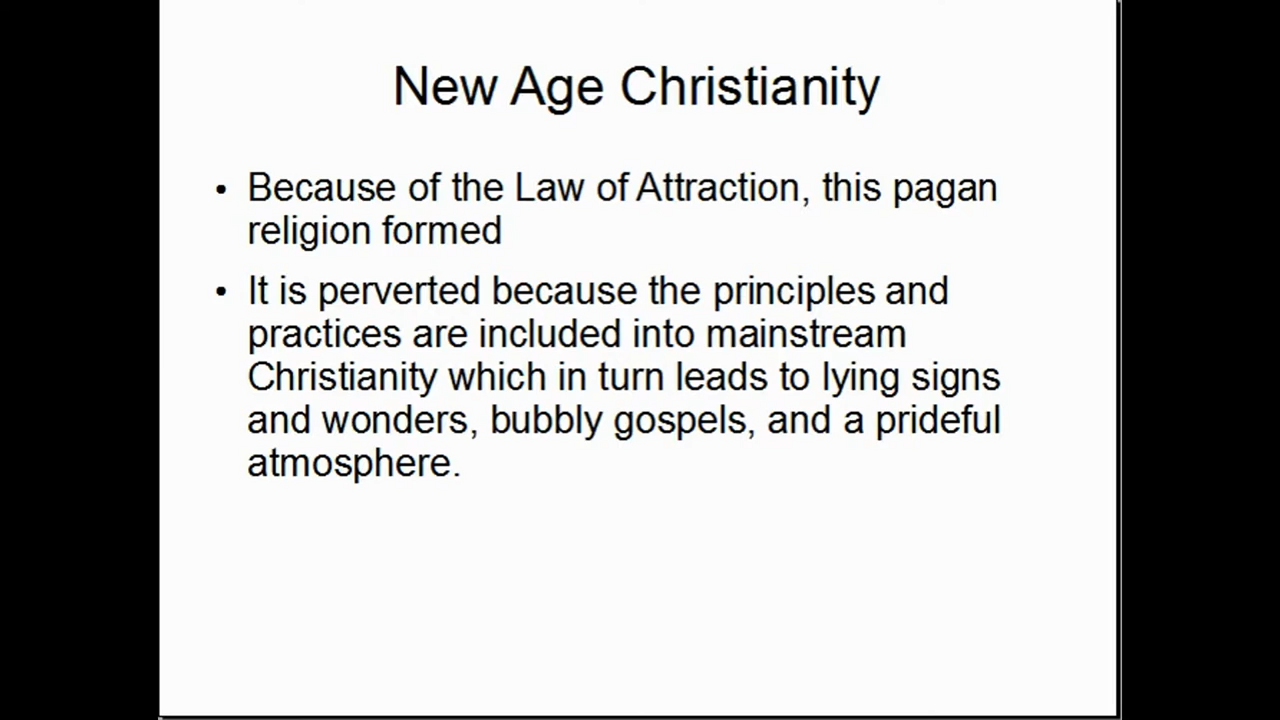 New Age Christianity
• Because of the Law of Attraction, this pagan
religion formed
• It is perverted because the principles and
practices are included into mainstream
Christianity which in turn leads to lying signs
and wonders, bubbly gospels, and a prideful
atmosphere.